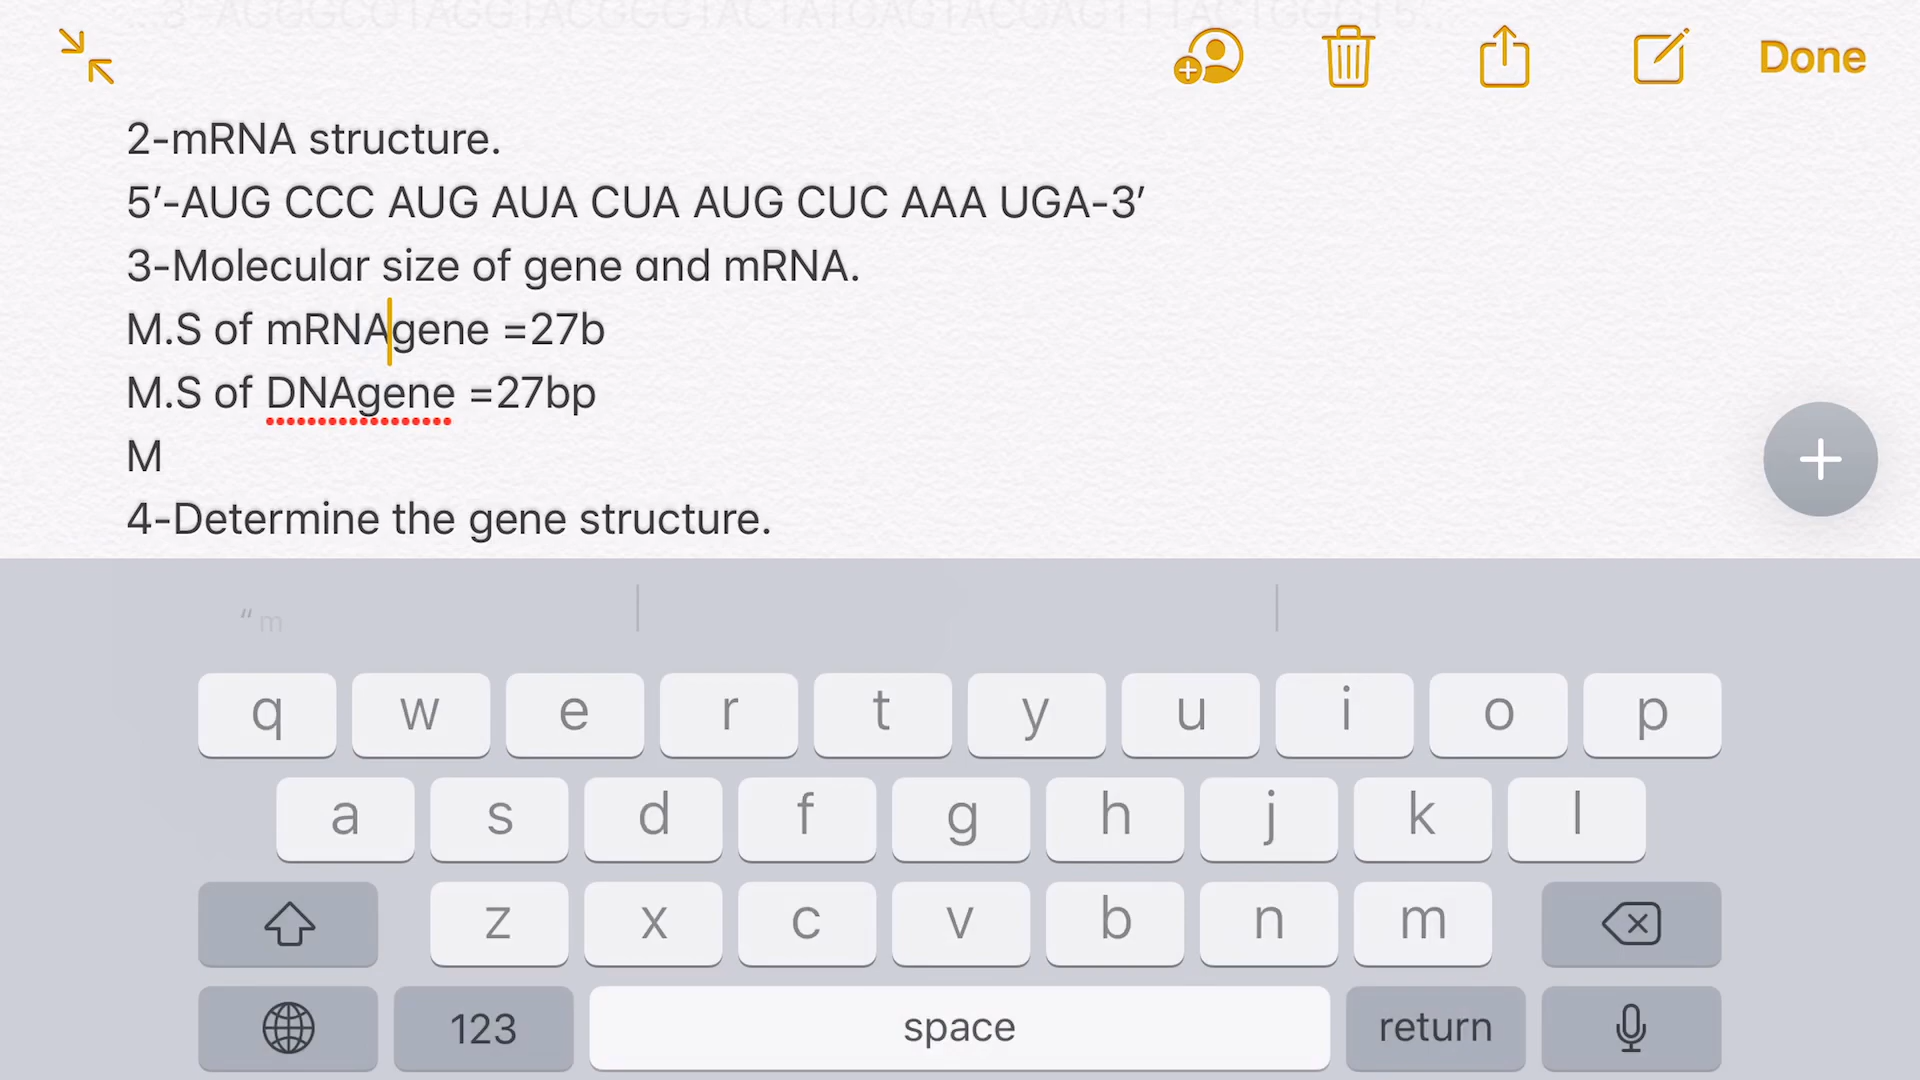 Done
2-mRNA structure.
5′-AUG CCC AUG AUA CUA AUG CUC AAA UGA-3′
3-Molecular size of gene and mRNA.
M.S of mRNAgene =27b
M.S of DNAgene =27bp
M
4-Determine the gene structure.
“m
q w e r t y u i o p
a s d f g h j k l
z x c v b n m
123 space return